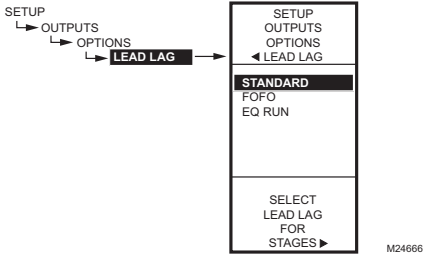 SETUP
OUTPUTS
OPTIONS
LEAD LAG
SETUP
OUTPUTS
OPTIONS
◀ LEAD LAG
STANDARD
FOFO
EQ RUN
SELECT
LEAD LAG
FOR
STAGES ▶
M24666